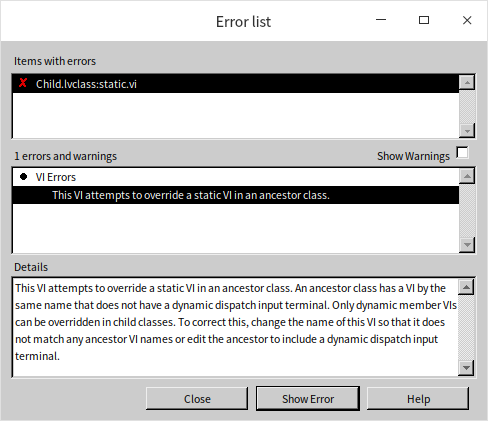 Error list
Items with errors
Child.lvclass:static.vi
1 errors and warnings
Show Warnings
VI Errors
This VI attempts to override a static VI in an ancestor class.
Details
This VI attempts to override a static VI in an ancestor class. An ancestor class has a VI by the
same name that does not have a dynamic dispatch input terminal. Only dynamic member VIs
can be overridden in child classes. To correct this, change the name of this VI so that it does
not match any ancestor VI names or edit the ancestor to include a dynamic dispatch input
terminal.
Close
Show Error
Help